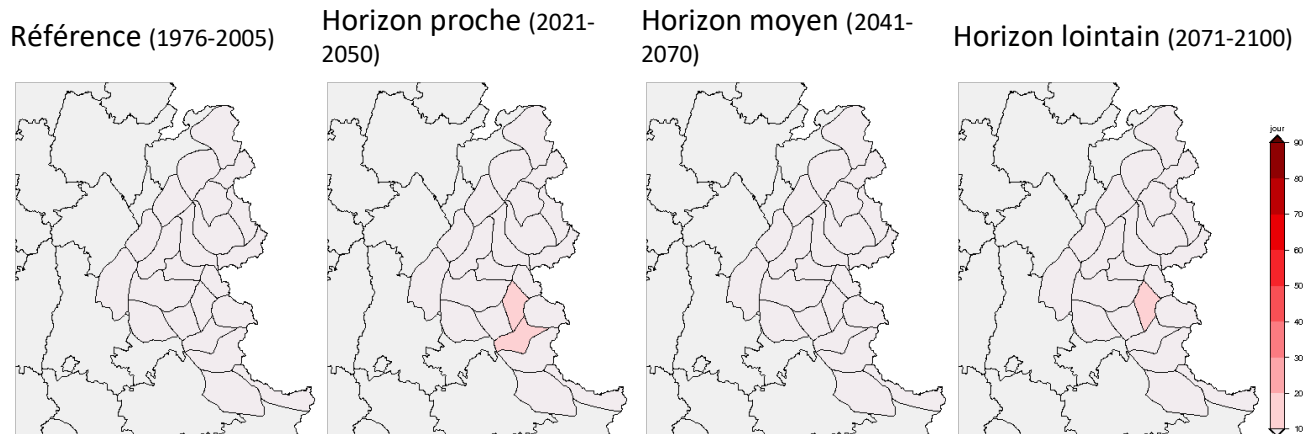 Référence (1976-2005)
Horizon proche (2021-
2050)
Horizon moyen (2041-
2070)
Horizon lointain (2071-2100)
jour
90
80
70
60
50
40
30
20
10